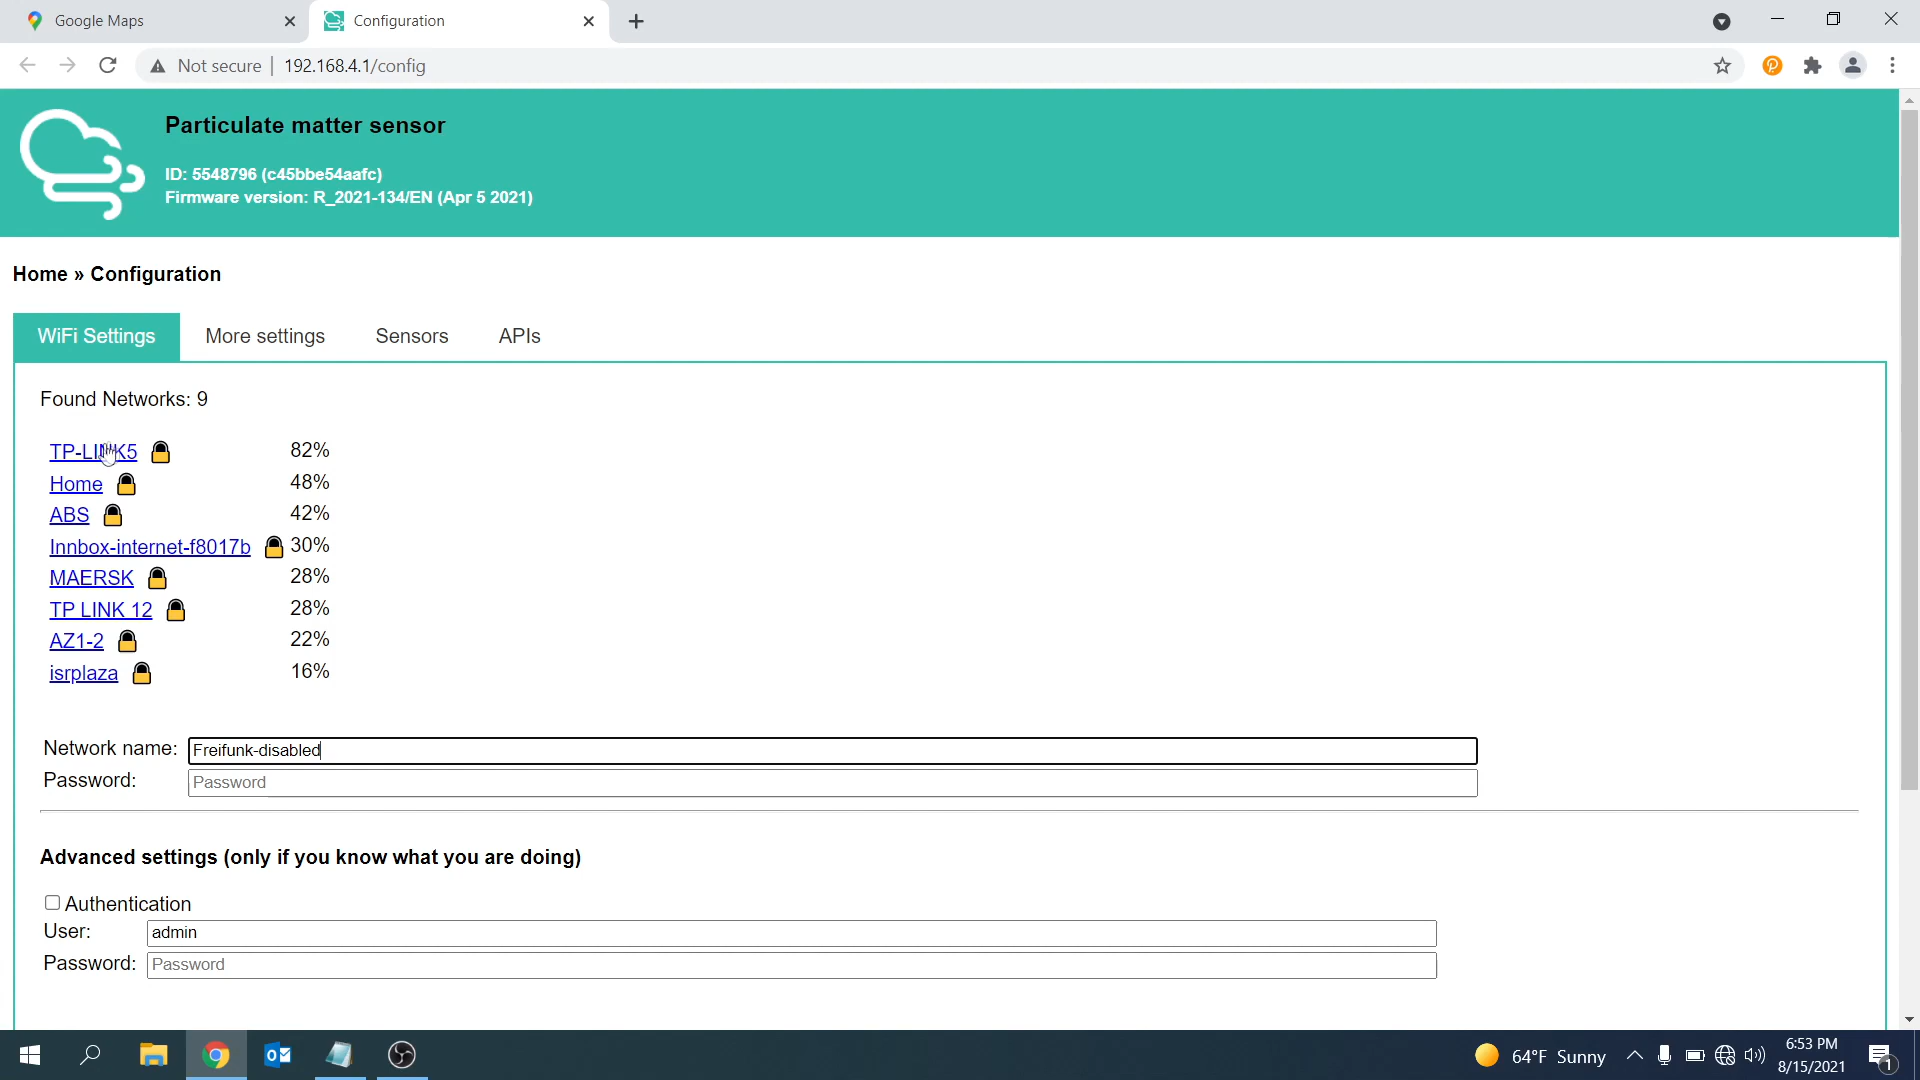 Google Maps
Configuration
Not secure | 192.168.4.1/config
Particulate matter sensor
ID: 5548796 (c45bbe54aafc)
Firmware version: R_2021-134/EN (Apr 5 2021)
Home » Configuration
WiFi Settings More settings Sensors APIs
Found Networks: 9
TP-LINK5 82%
Home 48%
ABS 42%
Innbox-internet-f8017b 30%
MAERSK 28%
TP LINK 12 28%
AZ1-2 22%
isrplaza 16%
Network name: Freifunk-disabled
Password: Password
Advanced settings (only if you know what you are doing)
Authentication
User: admin
Password: Password
64°F Sunny
6:53 PM
8/15/2021
1